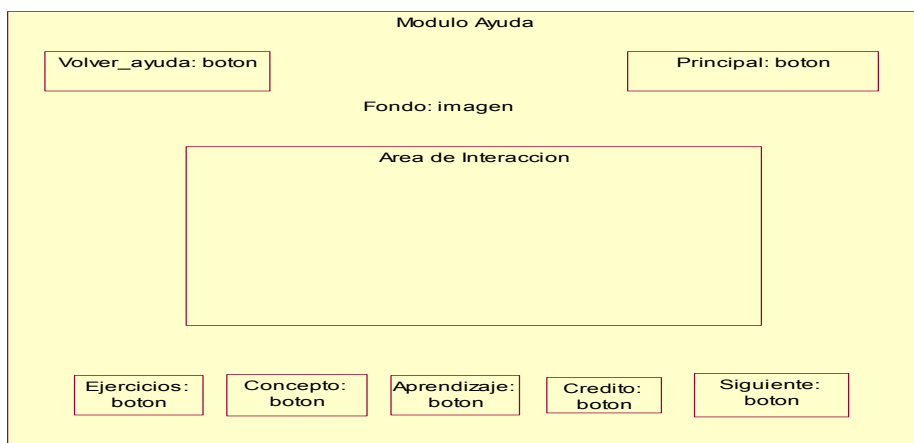 Modulo Ayuda
Volver_ayuda: boton
Principal: boton
Fondo: imagen
Area de Interaccion
Ejercicios:
boton
Concepto:
boton
Aprendizaje:
boton
Credito:
boton
Siguiente:
boton